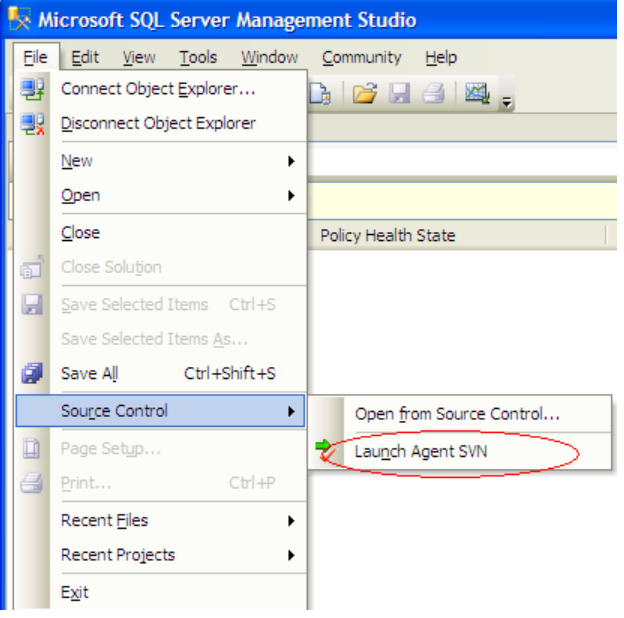 Microsoft SQL Server Management Studio
File Edit View Tools Window Community Help
Connect Object Explorer...
Disconnect Object Explorer
New
Open
Close
Policy Health State
Close Solution
Save Selected Items Ctrl+S
Save Selected Items As...
Save All Ctrl+Shift+S
Source Control
Open from Source Control...
Page Setup...
Launch Agent SVN
Print... Ctrl+P
Recent Files
Recent Projects
Exit